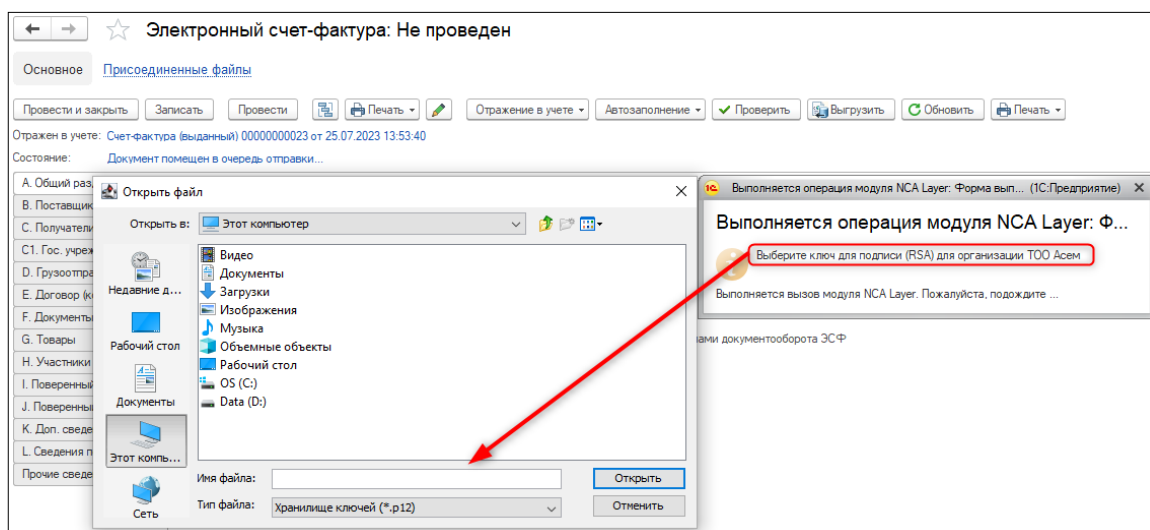 Электронный счет-фактура: Не проведен
Основное Присоединенные файлы
Провести и закрыть Записать Провести Печать Отражение в учете Автозаполнение Проверить Выгрузить Обновить Печать
Отражен в учете: Счет-фактура (выданный) 00000000023 от 25.07.2023 13:53:40
Состояние: Документ помещен в очередь отправки...
A. Общий раз
B. Поставщик
C. Получатели
C1. Гос. учреж
D. Грузоотпра
E. Договор (к
F. Документы
G. Товары
H. Участники
I. Поверенный
J. Поверенный
K. Доп. сведе
L. Сведения п
Прочие сведе
Открыть файл
Открыть в: Этот компьютер
Недавние д...
Рабочий стол
Документы
Этот компь...
Сеть
Видео
Документы
Загрузки
Изображения
Музыка
Объемные объекты
Рабочий стол
OS (C:)
Data (D:)
Имя файла: Открыть
Тип файла: Хранилище ключей (*.p12) Отменить
Выполняется операция модуля NCA Layer: Форма вып... (1С:Предприятие)
Выполняется операция модуля NCA Layer: Ф...
Выберите ключ для подписи (RSA) для организации ТОО Асем
Выполняется вызов модуля NCA Layer. Пожалуйста, подождите ...
ами документооборота ЭСФ